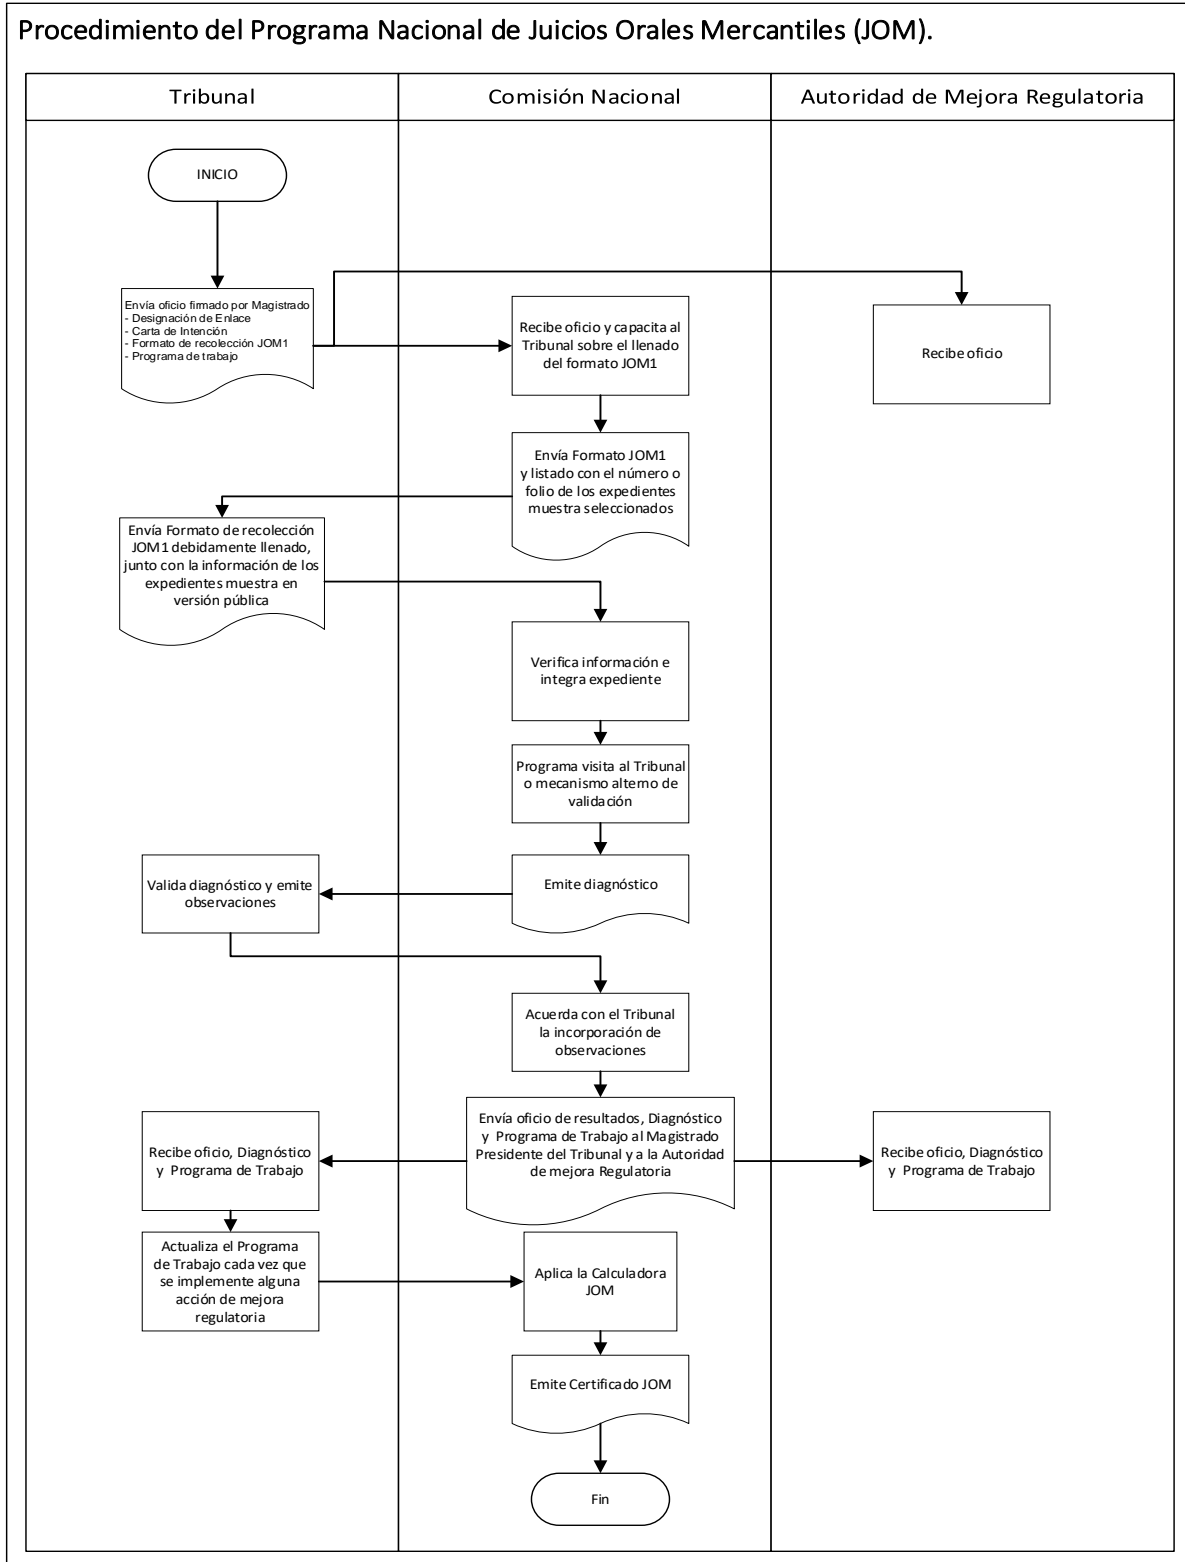 Procedimiento del Programa Nacional de Juicios Orales Mercantiles (JOM).
Tribunal
Comisión Nacional
Autoridad de Mejora Regulatoria
INICIO
Envía oficio firmado por Magistrado
- Designación de Enlace
- Carta de Intención
- Formato de recolección JOM1
- Programa de trabajo
Recibe oficio y capacita al
Tribunal sobre el llenado
del formato JOM1
Recibe oficio
Envía Formato JOM1
y listado con el número o
folio de los expedientes
muestra seleccionados
Envía Formato de recolección
JOM1 debidamente llenado,
junto con la información de los
expedientes muestra en
versión pública
Verifica información e
integra expediente
Programa visita al Tribunal
o mecanismo alterno de
validación
Emite diagnóstico
Valida diagnóstico y emite
observaciones
Acuerda con el Tribunal
la incorporación de
observaciones
Envía oficio de resultados, Diagnóstico
y Programa de Trabajo al Magistrado
Presidente del Tribunal y a la Autoridad
de mejora Regulatoria
Recibe oficio, Diagnóstico
y Programa de Trabajo
Recibe oficio, Diagnóstico
y Programa de Trabajo
Actualiza el Programa
de Trabajo cada vez que
se implemente alguna
acción de mejora
regulatoria
Aplica la Calculadora
JOM
Emite Certificado JOM
Fin